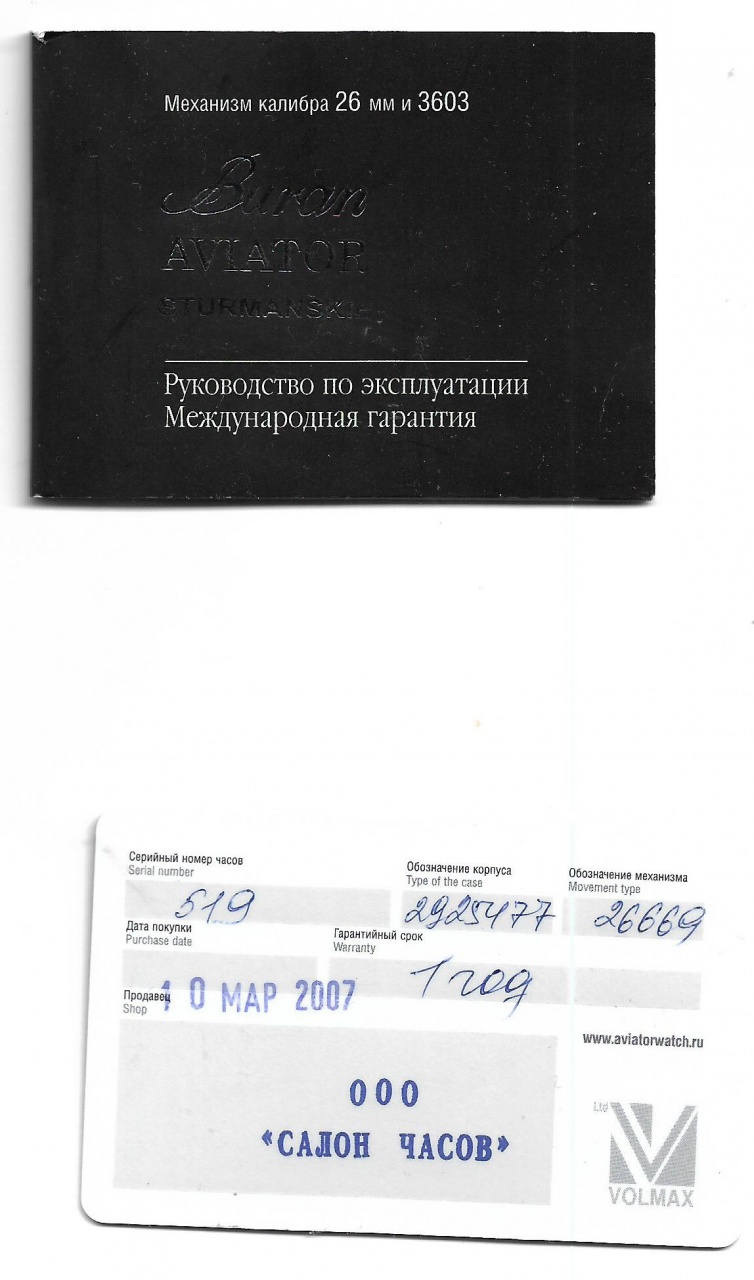 Механизм калибра 26 мм и 3603
Buran
AVIATOR
STURMANSKIE
Руководство по эксплуатации
Международная гарантия
Серийный номер часов
Serial number
519
Обозначение корпуса
Type of the case
2925477
Обозначение механизма
Movement type
26669
Дата покупки
Purchase date
10 МАР 2007
Гарантийный срок
Warranty
1 год
Продавец
Shop
ООО
«САЛОН ЧАСОВ»
www.aviatorwatch.ru
Ltd
VOLMAX